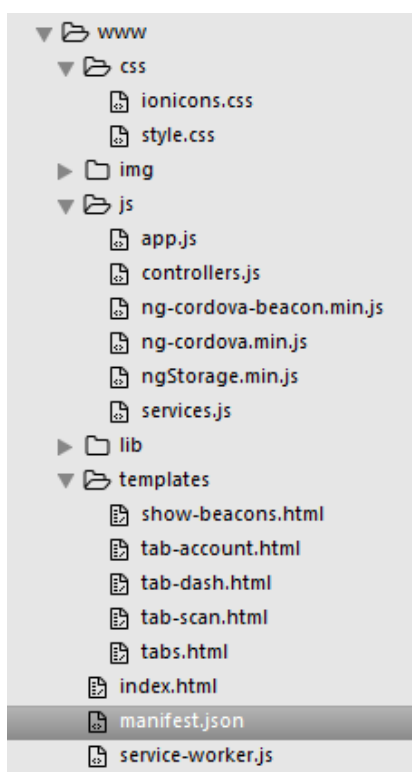 www
css
ionicons.css
style.css
img
js
app.js
controllers.js
ng-cordova-beacon.min.js
ng-cordova.min.js
ngStorage.min.js
services.js
lib
templates
show-beacons.html
tab-account.html
tab-dash.html
tab-scan.html
tabs.html
index.html
manifest.json
service-worker.js